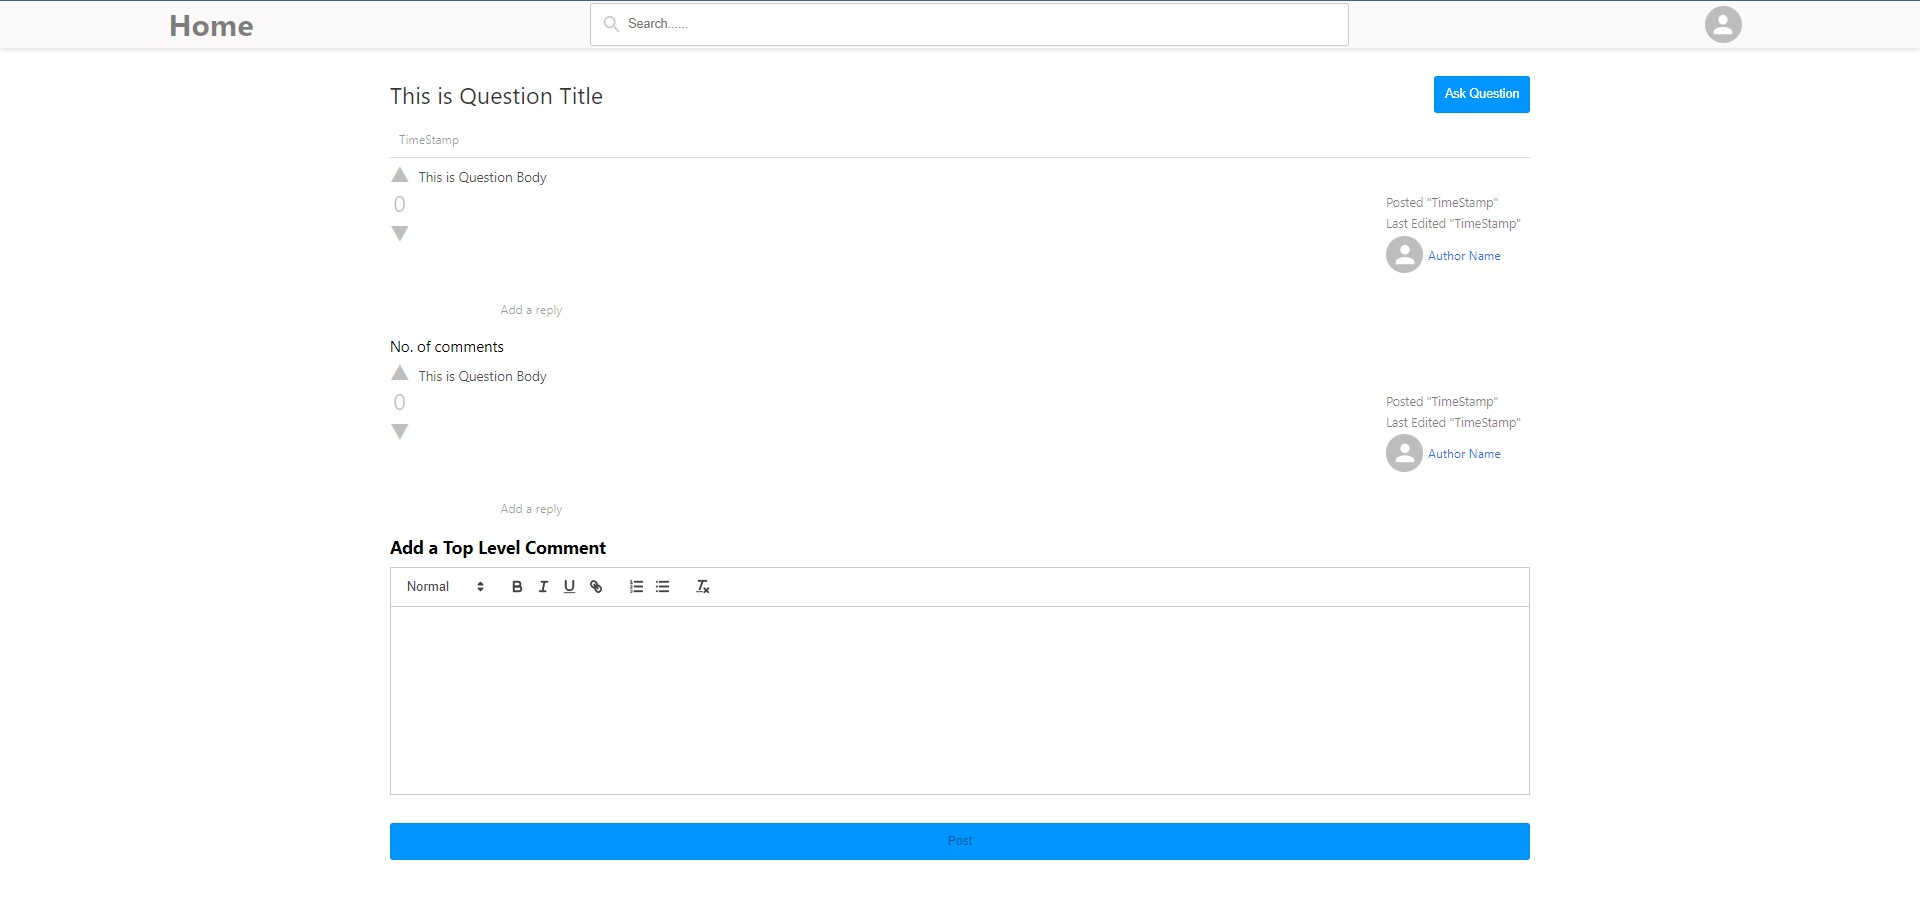 Home
Search......
This is Question Title
Ask Question
TimeStamp
This is Question Body
0
Posted "TimeStamp"
Last Edited "TimeStamp"
Author Name
Add a reply
No. of comments
This is Question Body
0
Posted "TimeStamp"
Last Edited "TimeStamp"
Author Name
Add a reply
Add a Top Level Comment
Normal B I U
Post